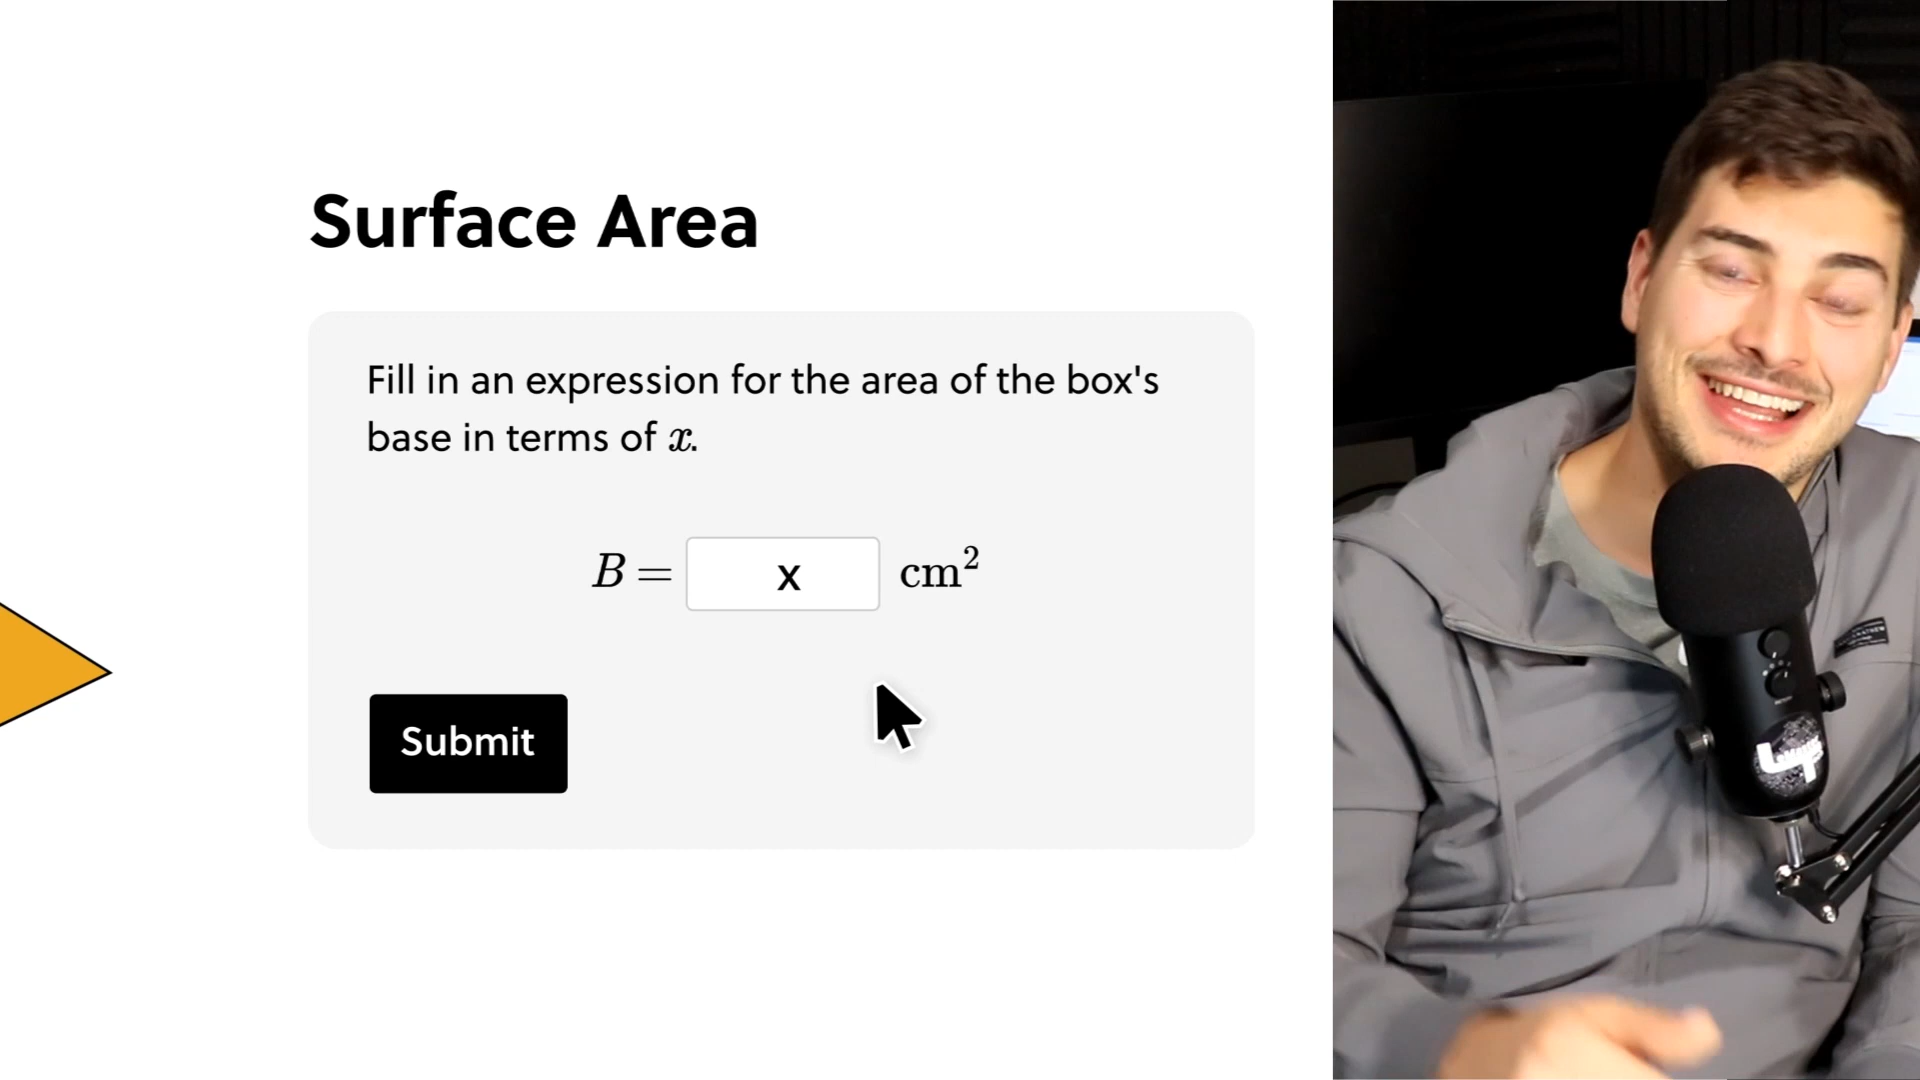 Surface Area
Fill in an expression for the area of the box's
base in terms of x.
B = x cm²
Submit